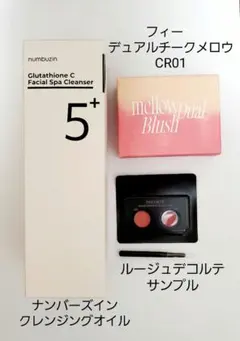 フィー
デュアルチークメロウ
CR01
numbuzin
Glutathione C
Facial Spa Cleanser
5+
mellow Dual
Blush
ルージュデコルテ
サンプル
ナンバーズイン
クレンジングオイル